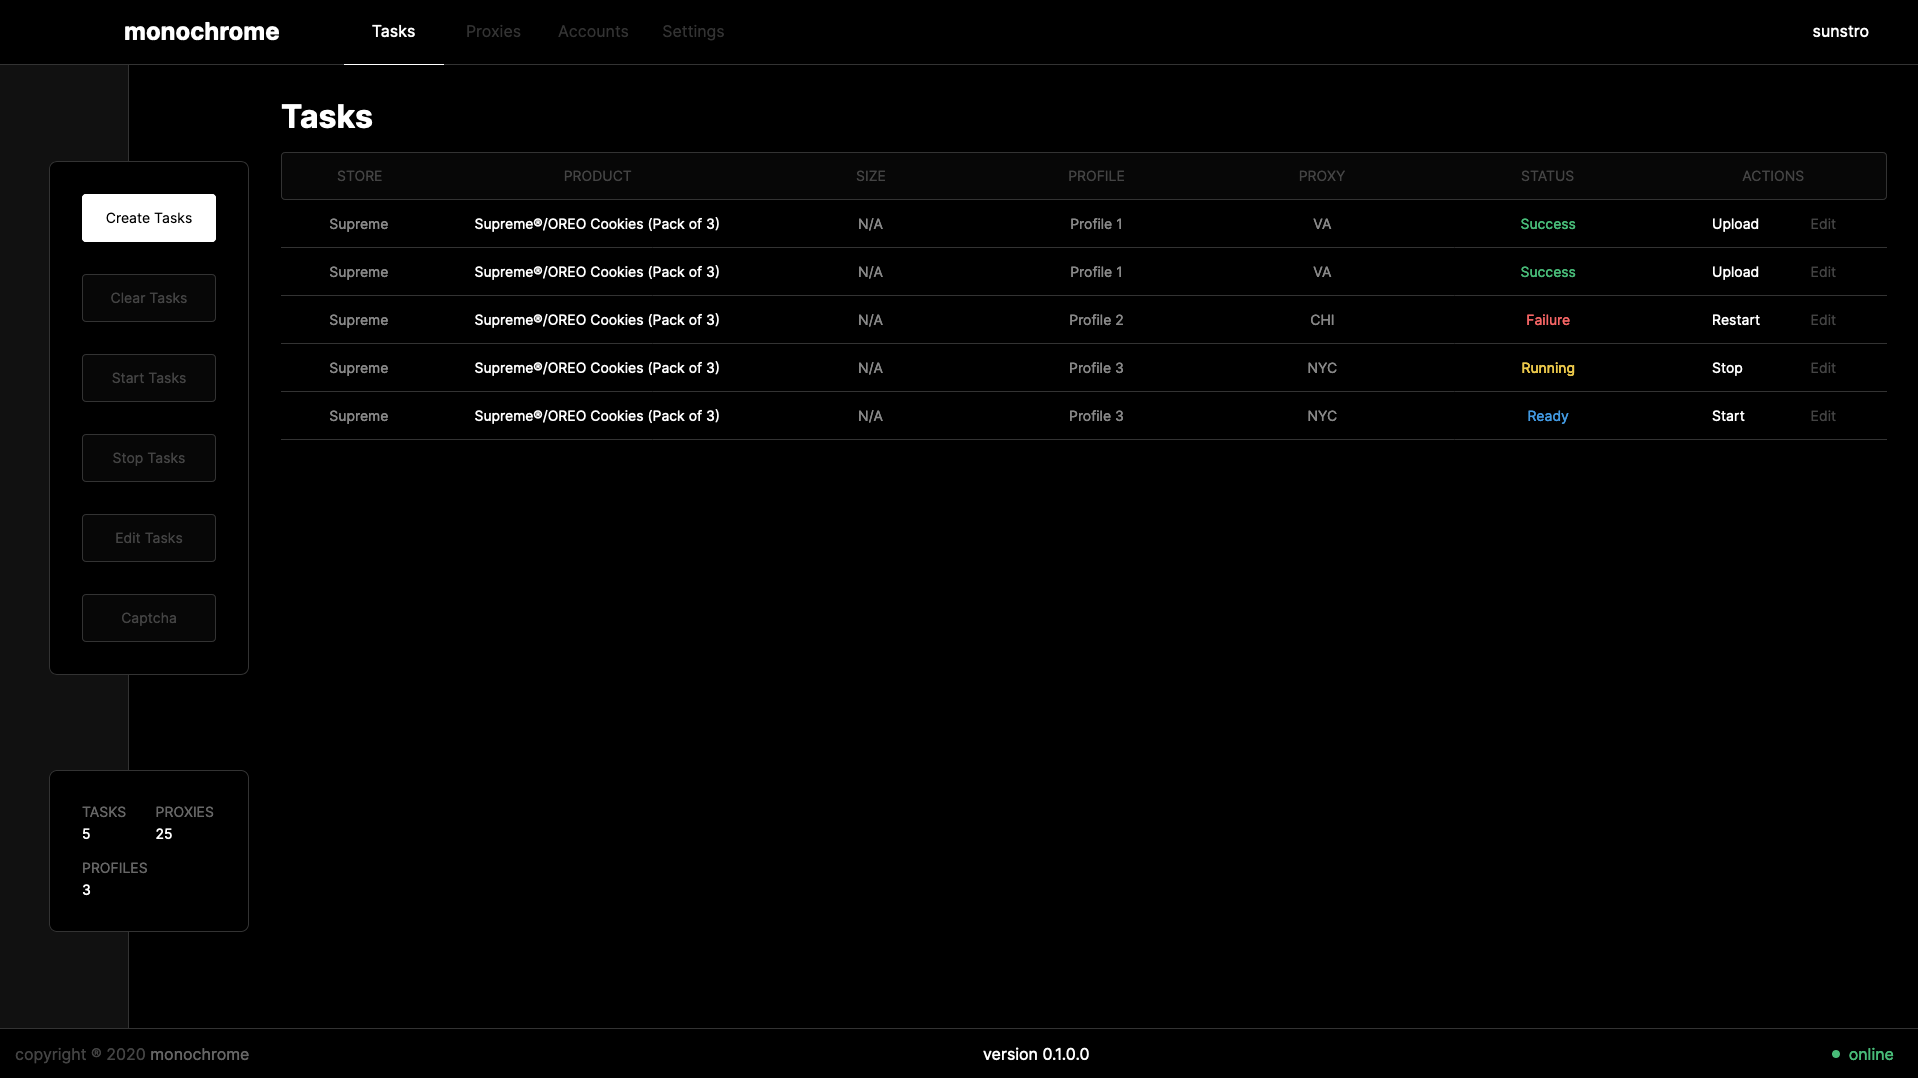 monochrome Tasks Proxies Accounts Settings sunstro
Tasks
STORE PRODUCT SIZE PROFILE PROXY STATUS ACTIONS
Supreme Supreme®/OREO Cookies (Pack of 3) N/A Profile 1 VA Success Upload Edit
Supreme Supreme®/OREO Cookies (Pack of 3) N/A Profile 1 VA Success Upload Edit
Supreme Supreme®/OREO Cookies (Pack of 3) N/A Profile 2 CHI Failure Restart Edit
Supreme Supreme®/OREO Cookies (Pack of 3) N/A Profile 3 NYC Running Stop Edit
Supreme Supreme®/OREO Cookies (Pack of 3) N/A Profile 3 NYC Ready Start Edit
Create Tasks
Clear Tasks
Start Tasks
Stop Tasks
Edit Tasks
Captcha
TASKS PROXIES
5 25
PROFILES
3
copyright ® 2020 monochrome version 0.1.0.0 online